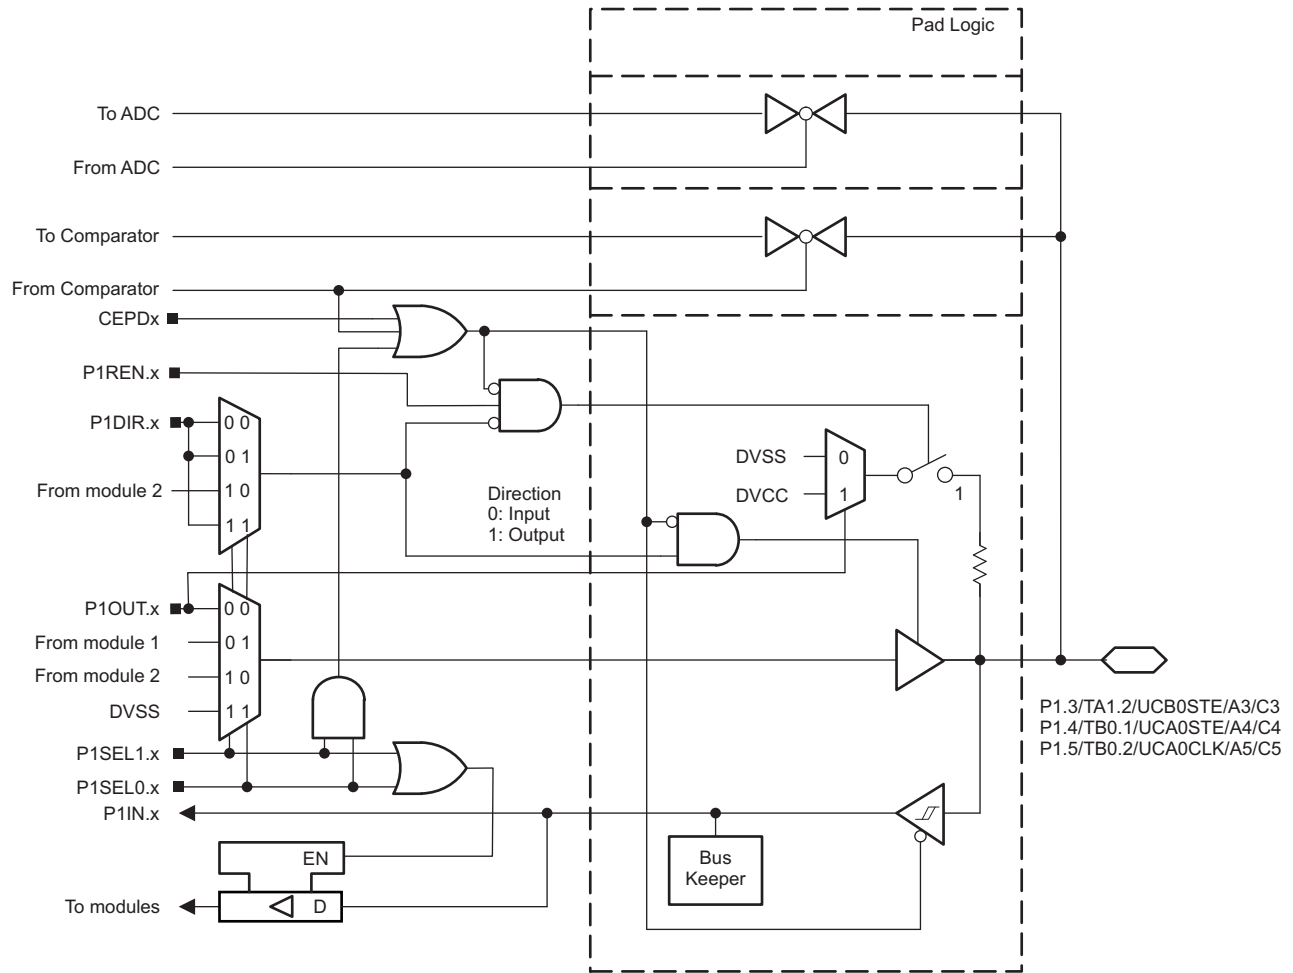 Pad Logic
To ADC
From ADC
To Comparator
From Comparator
CEPDx
P1REN.x
P1DIR.x
0 0
0 1
From module 2
1 0
1 1
Direction
0: Input
1: Output
DVSS
0
DVCC
1
1
P1OUT.x
0 0
From module 1
0 1
From module 2
1 0
DVSS
1 1
P1.3/TA1.2/UCB0STE/A3/C3
P1.4/TB0.1/UCA0STE/A4/C4
P1.5/TB0.2/UCA0CLK/A5/C5
P1SEL1.x
P1SEL0.x
P1IN.x
EN
Bus
Keeper
To modules
D